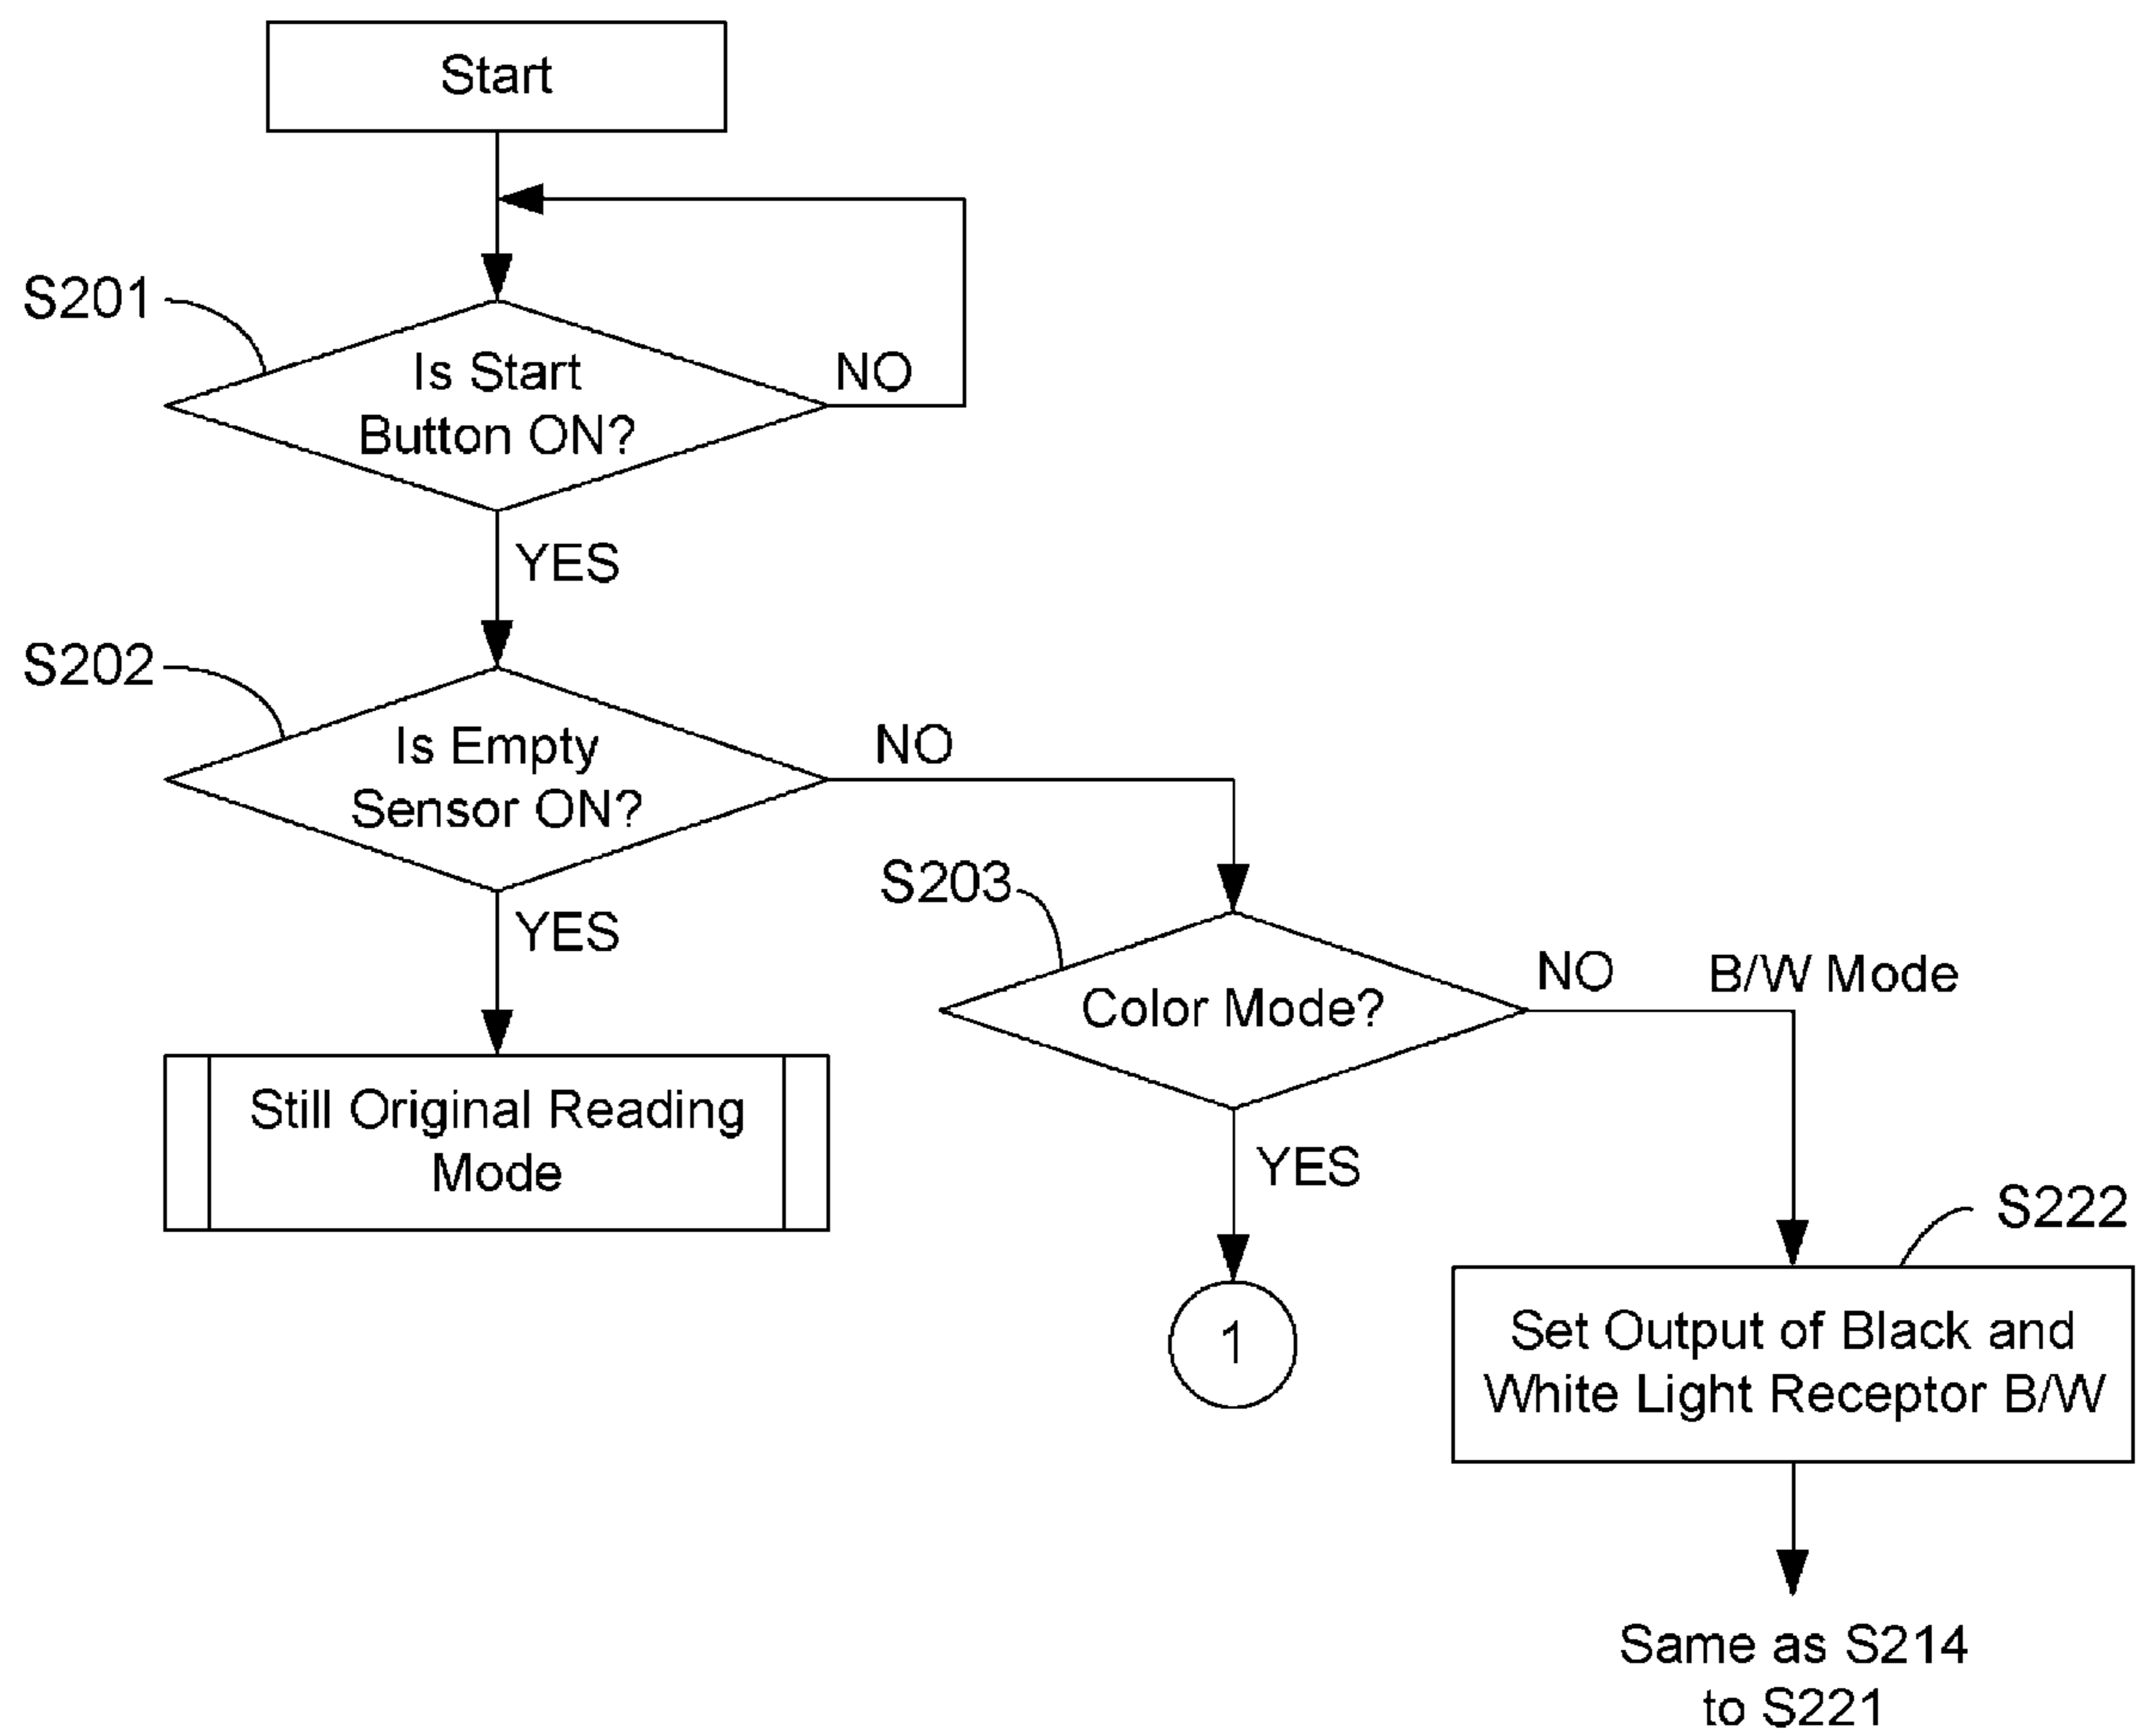 Start
S201
Is Start
Button ON?
NO
YES
S202
Is Empty
Sensor ON?
NO
YES
S203
Color Mode?
NO
B/W Mode
Still Original Reading
Mode
YES
S222
1
Set Output of Black and
White Light Receptor B/W
Same as S214
to S221